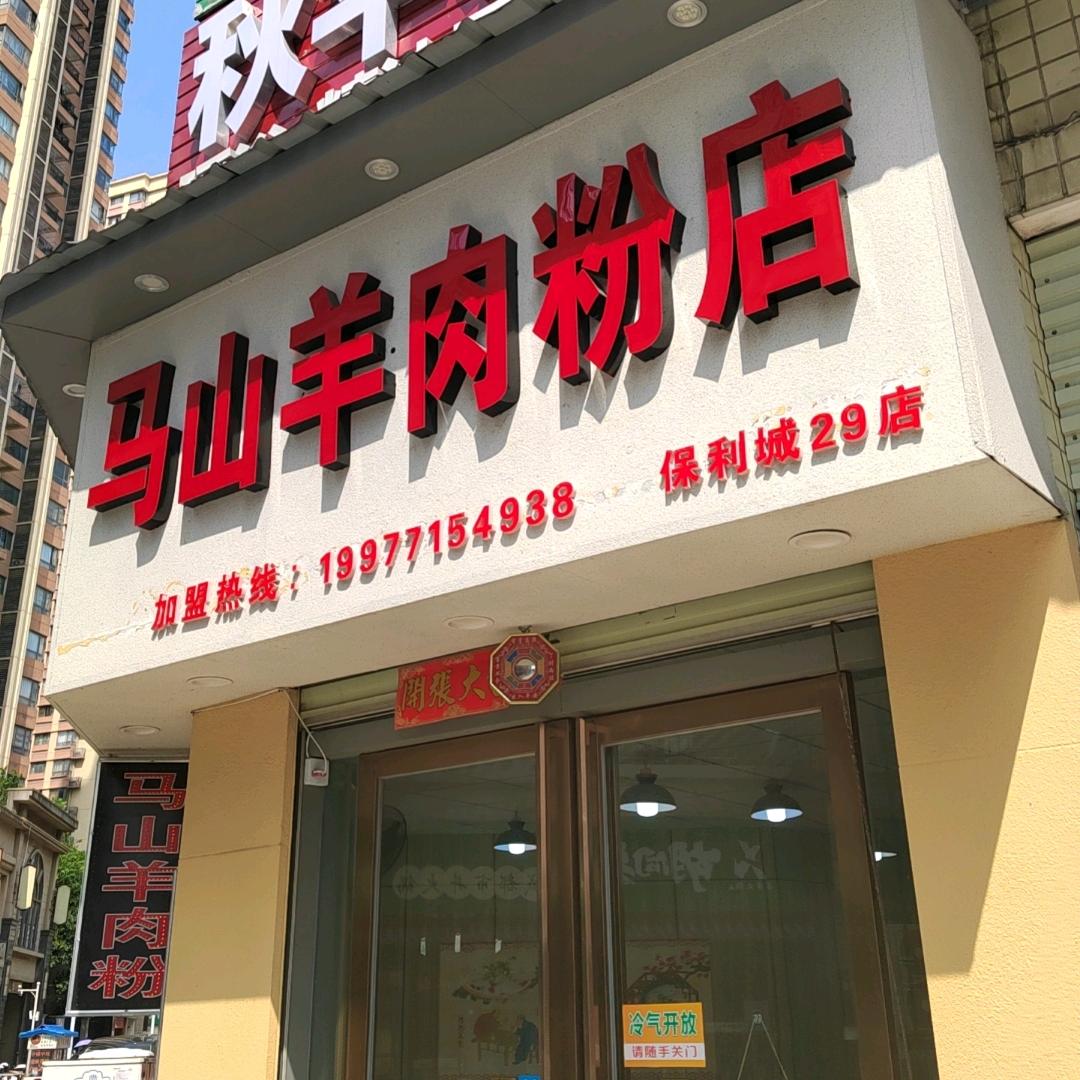 秋
马山羊肉粉店
加盟热线：19977154938 保利城29店
開張大
马山羊肉粉
冷气开放
请随手关门